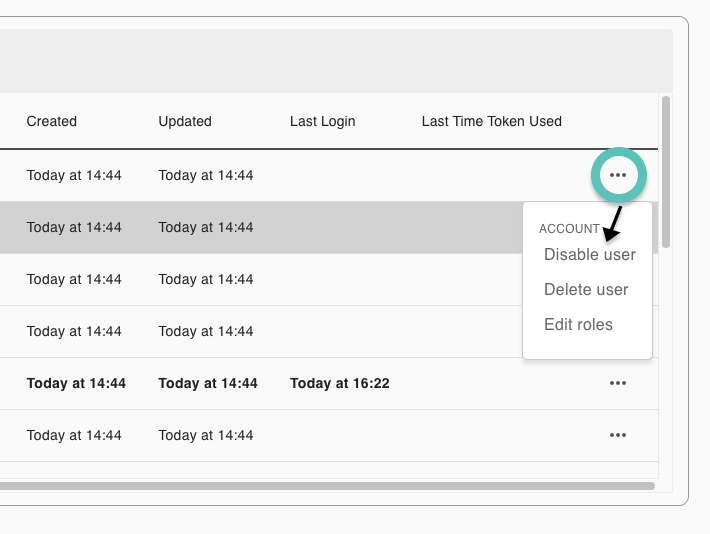 Created Updated Last Login Last Time Token Used
Today at 14:44 Today at 14:44
Today at 14:44 Today at 14:44
ACCOUNT
Disable user
Today at 14:44 Today at 14:44
Delete user
Today at 14:44 Today at 14:44
Edit roles
Today at 14:44 Today at 14:44 Today at 16:22
Today at 14:44 Today at 14:44